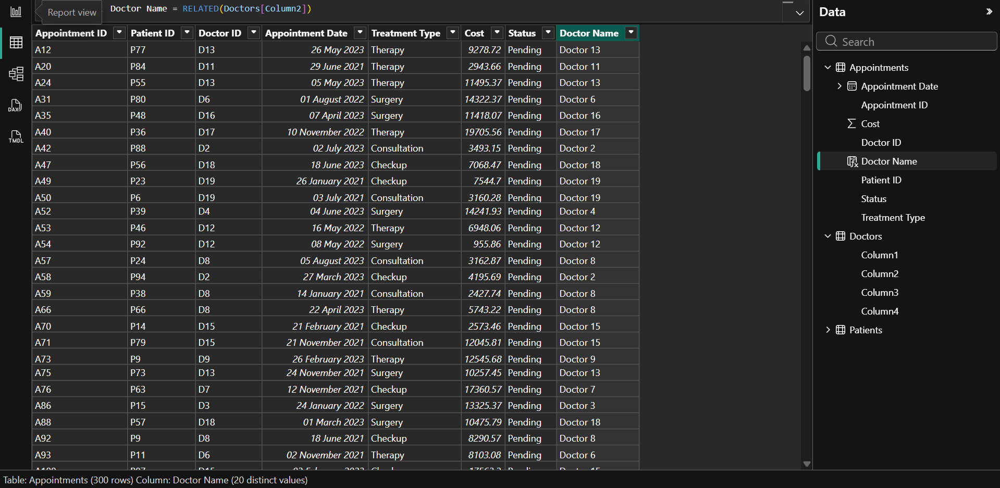 Report view
Doctor Name = RELATED(Doctors[Column2])
Appointment ID Patient ID Doctor ID Appointment Date Treatment Type Cost Status Doctor Name
A12 P77 D13 26 May 2023 Therapy 9278.72 Pending Doctor 13
A20 P84 D11 29 June 2021 Therapy 2943.66 Pending Doctor 11
A24 P55 D13 05 May 2023 Therapy 11495.37 Pending Doctor 13
A31 P80 D6 01 August 2022 Surgery 14322.37 Pending Doctor 6
A35 P48 D16 07 April 2023 Surgery 11418.07 Pending Doctor 16
A40 P36 D17 10 November 2022 Therapy 19705.56 Pending Doctor 17
A42 P88 D2 02 July 2023 Consultation 3493.15 Pending Doctor 2
A47 P56 D18 18 June 2023 Checkup 7068.47 Pending Doctor 18
A49 P23 D19 26 January 2021 Checkup 7544.7 Pending Doctor 19
A50 P6 D19 03 July 2021 Consultation 3160.28 Pending Doctor 19
A52 P39 D4 04 June 2023 Surgery 14241.93 Pending Doctor 4
A53 P46 D12 16 May 2022 Therapy 6948.06 Pending Doctor 12
A54 P92 D12 08 May 2022 Surgery 955.86 Pending Doctor 12
A57 P24 D8 05 August 2023 Consultation 3162.87 Pending Doctor 8
A58 P94 D2 27 March 2023 Checkup 4195.69 Pending Doctor 2
A59 P38 D8 14 January 2021 Consultation 2427.74 Pending Doctor 8
A66 P66 D8 22 April 2023 Therapy 5743.22 Pending Doctor 8
A70 P14 D15 21 February 2021 Checkup 2573.46 Pending Doctor 15
A71 P79 D15 21 November 2021 Consultation 12045.81 Pending Doctor 15
A73 P9 D9 26 February 2023 Therapy 12545.68 Pending Doctor 9
A75 P73 D13 24 November 2021 Surgery 10257.45 Pending Doctor 13
A76 P63 D7 12 November 2021 Checkup 17360.57 Pending Doctor 7
A86 P15 D3 24 January 2022 Surgery 13325.37 Pending Doctor 3
A88 P57 D18 01 March 2023 Surgery 10475.79 Pending Doctor 18
A92 P9 D8 18 June 2021 Checkup 8290.57 Pending Doctor 8
A93 P11 D6 02 November 2021 Therapy 8103.08 Pending Doctor 6
Table: Appointments (300 rows) Column: Doctor Name (20 distinct values)
DAX
TMDL
Data
Search
Appointments
Appointment Date
Appointment ID
Cost
Doctor ID
Doctor Name
Patient ID
Status
Treatment Type
Doctors
Column1
Column2
Column3
Column4
Patients